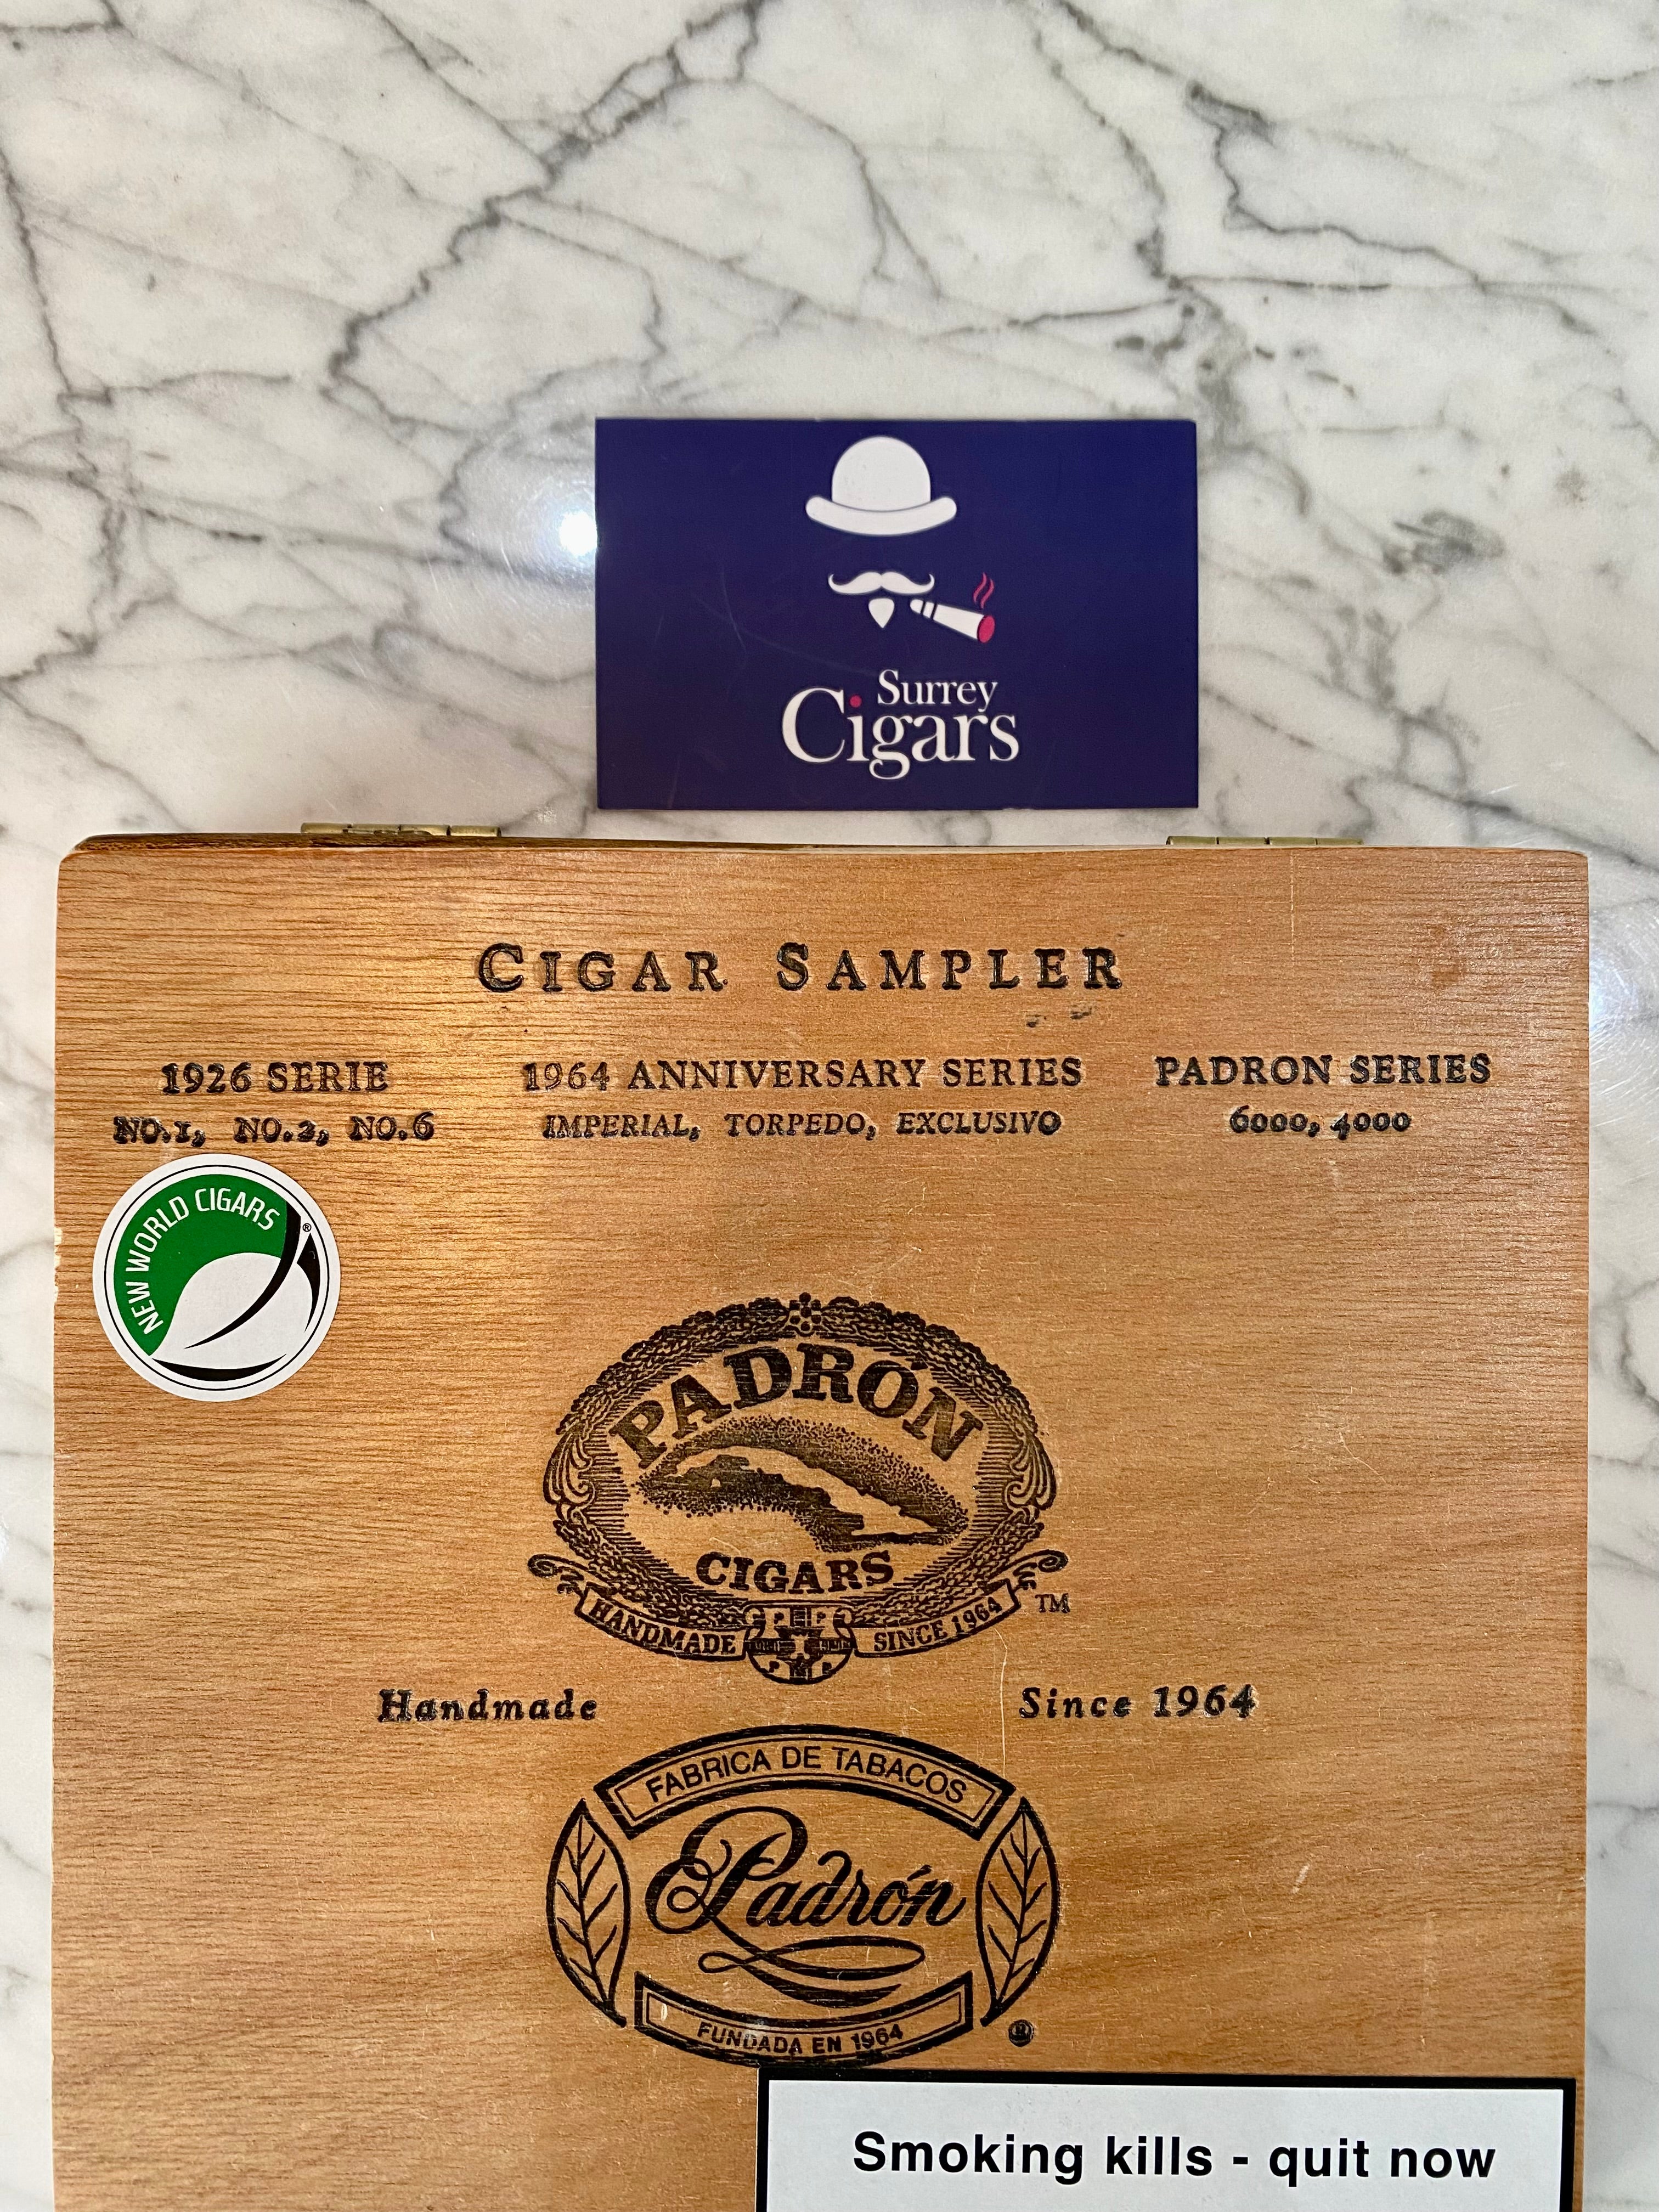 Surrey
Cigars
CIGAR SAMPLER
1926 SERIE
NO.1, NO.2, NO.6
1964 ANNIVERSARY SERIES
IMPERIAL, TORPEDO, EXCLUSIVO
PADRON SERIES
6000, 4000
NEW WORLD CIGARS ®
PADRÓN
CIGARS
HANDMADE
SINCE 1964
TM
Handmade
Since 1964
FABRICA DE TABACOS
Padrón
FUNDADA EN 1964
®
Smoking kills - quit now